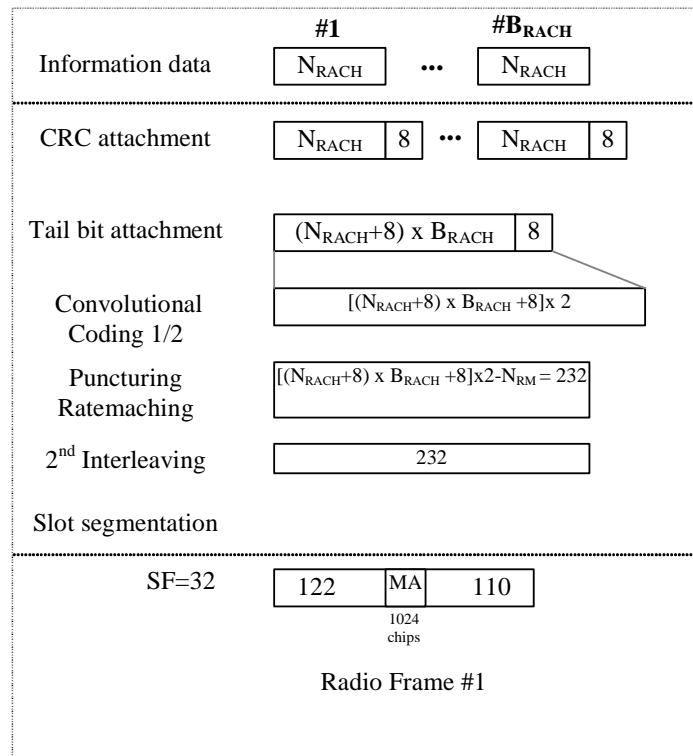 #1 #B_RACH
Information data N_RACH ... N_RACH
CRC attachment N_RACH 8 ... N_RACH 8
Tail bit attachment (N_RACH+8) x B_RACH 8
Convolutional
Coding 1/2
[(N_RACH+8) x B_RACH +8]x 2
Puncturing
Ratemaching
[(N_RACH+8) x B_RACH +8]x2-N_RM = 232
2nd Interleaving 232
Slot segmentation
SF=32 122 MA 110
1024
chips
Radio Frame #1